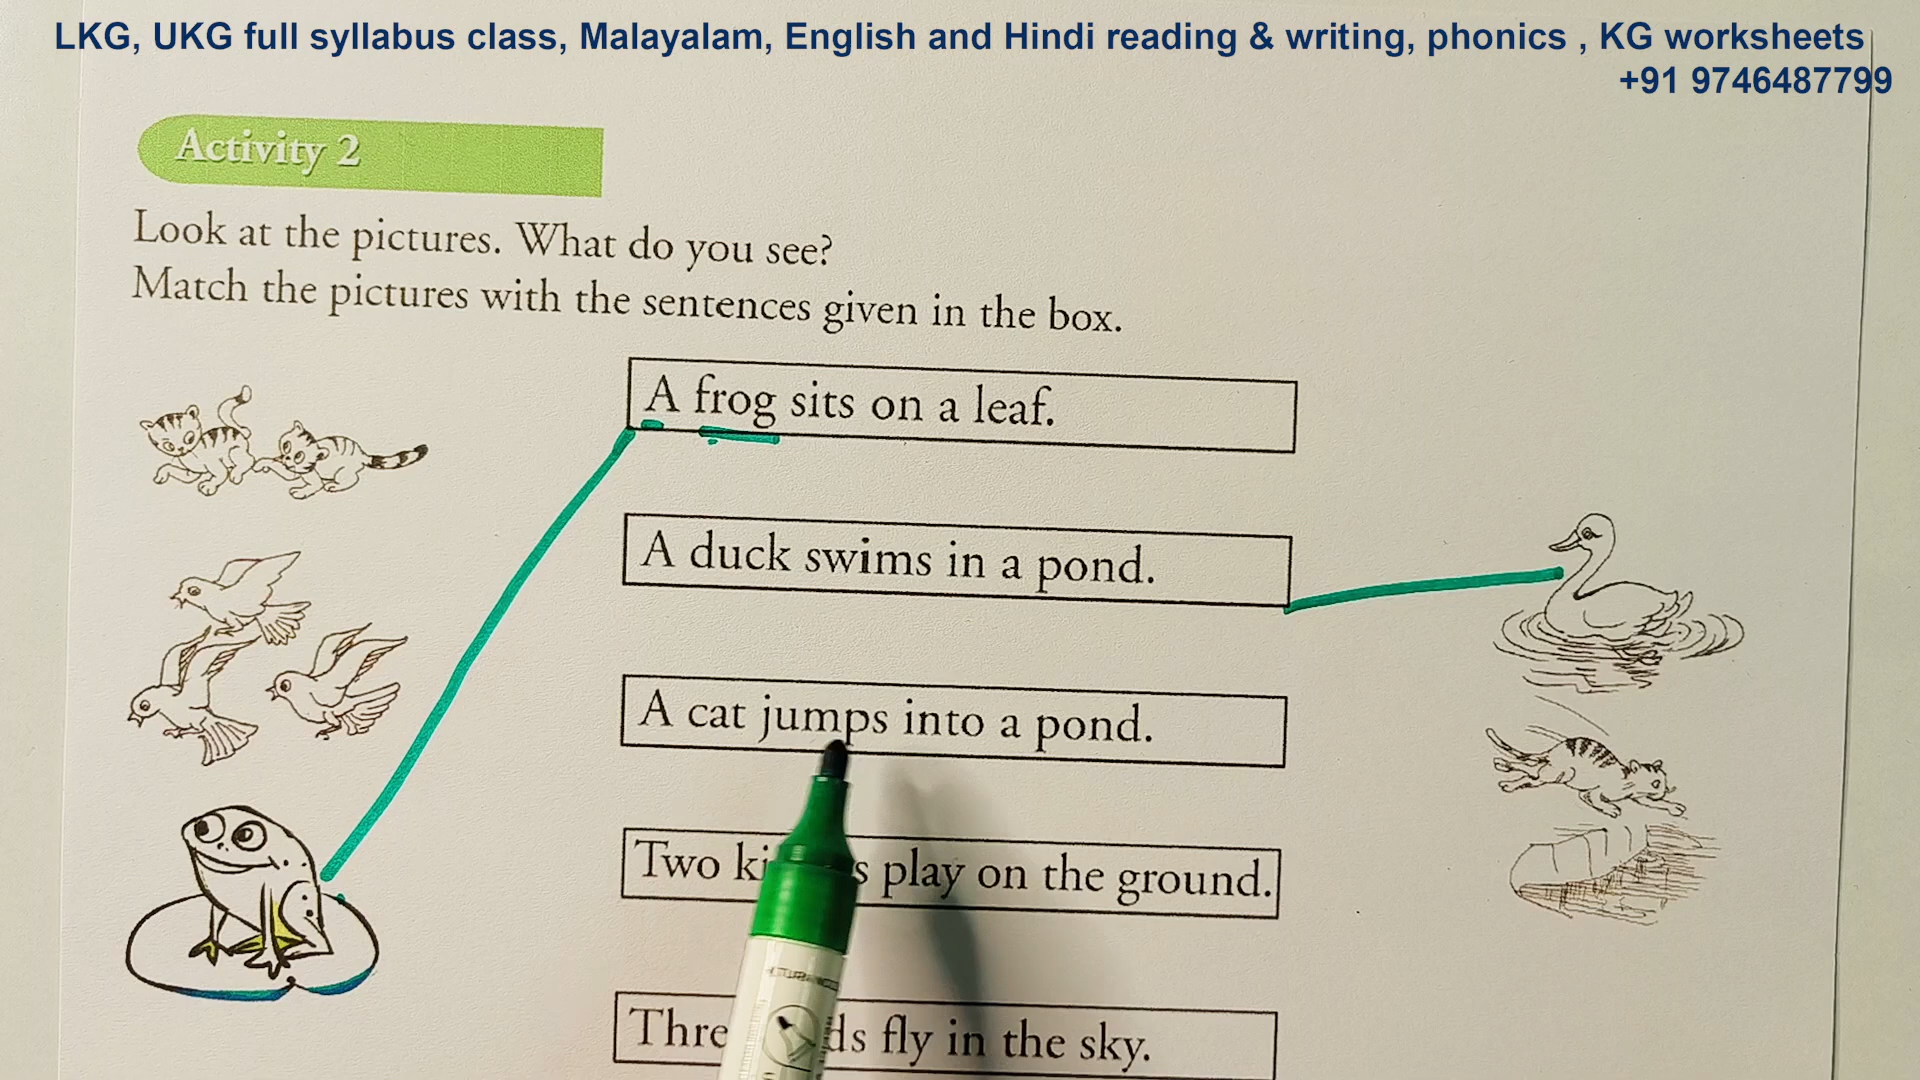 LKG, UKG full syllabus class, Malayalam, English and Hindi reading & writing, phonics , KG worksheets
+91 9746487799
Activity 2
Look at the pictures. What do you see?
Match the pictures with the sentences given in the box.
A frog sits on a leaf.
A duck swims in a pond.
A cat jumps into a pond.
Two play on the ground.
fly in the sky.